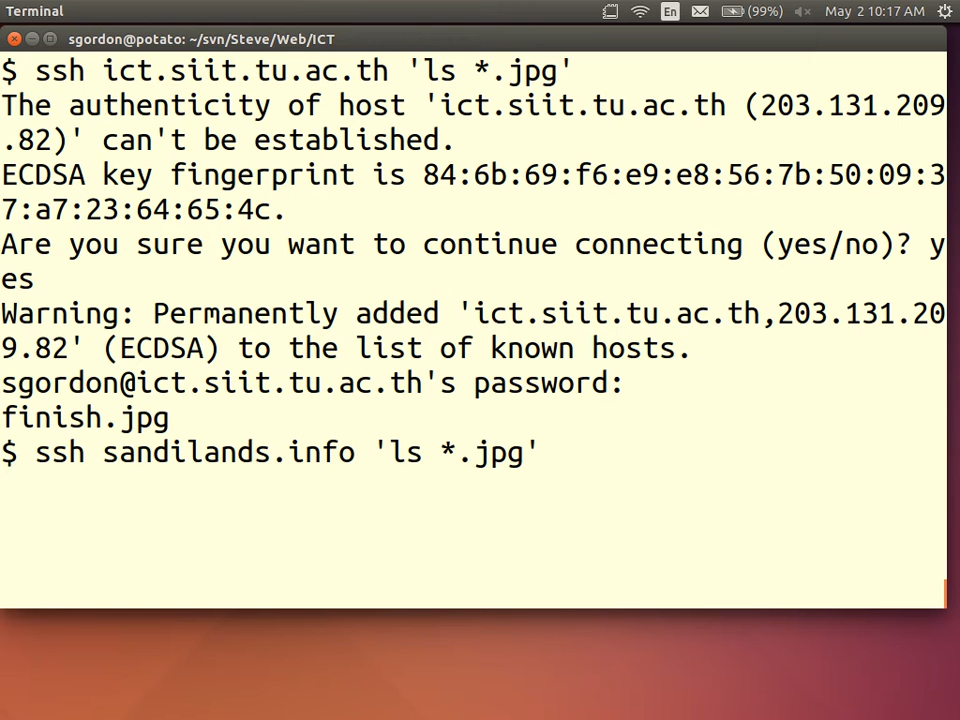 Terminal
En
(99%)
May 2 10:17 AM
sgordon@potato: ~/svn/Steve/Web/ICT
$ ssh ict.siit.tu.ac.th 'ls *.jpg'
The authenticity of host 'ict.siit.tu.ac.th (203.131.209
.82)' can't be established.
ECDSA key fingerprint is 84:6b:69:f6:e9:e8:56:7b:50:09:3
7:a7:23:64:65:4c.
Are you sure you want to continue connecting (yes/no)? y
es
Warning: Permanently added 'ict.siit.tu.ac.th,203.131.20
9.82' (ECDSA) to the list of known hosts.
sgordon@ict.siit.tu.ac.th's password:
finish.jpg
$ ssh sandilands.info 'ls *.jpg'